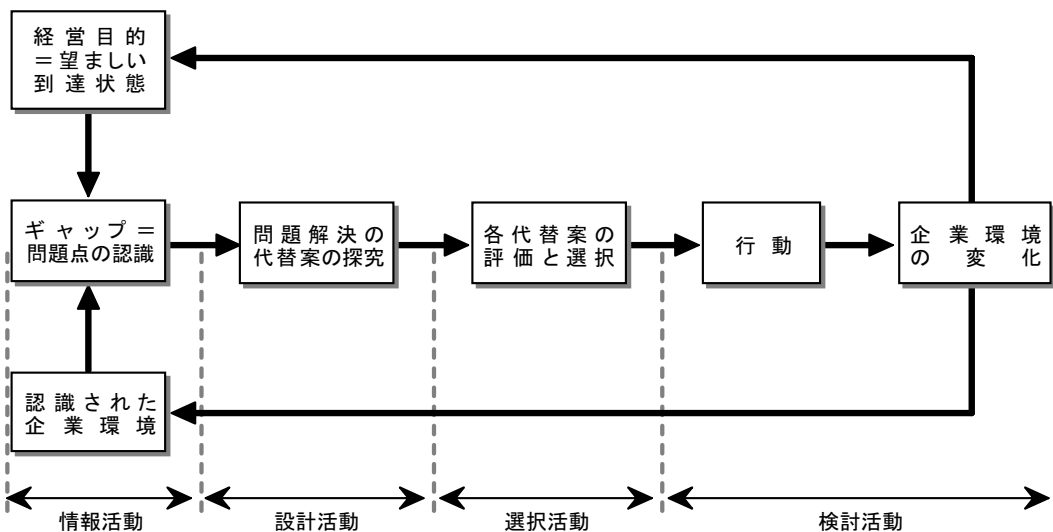 経営目的
＝望ましい
到達状態
ギャップ＝
問題点の認識
問題解決の
代替案の探究
各代替案の
評価と選択
行動
企業環境
の変化
認識された
企業環境
情報活動
設計活動
選択活動
検討活動